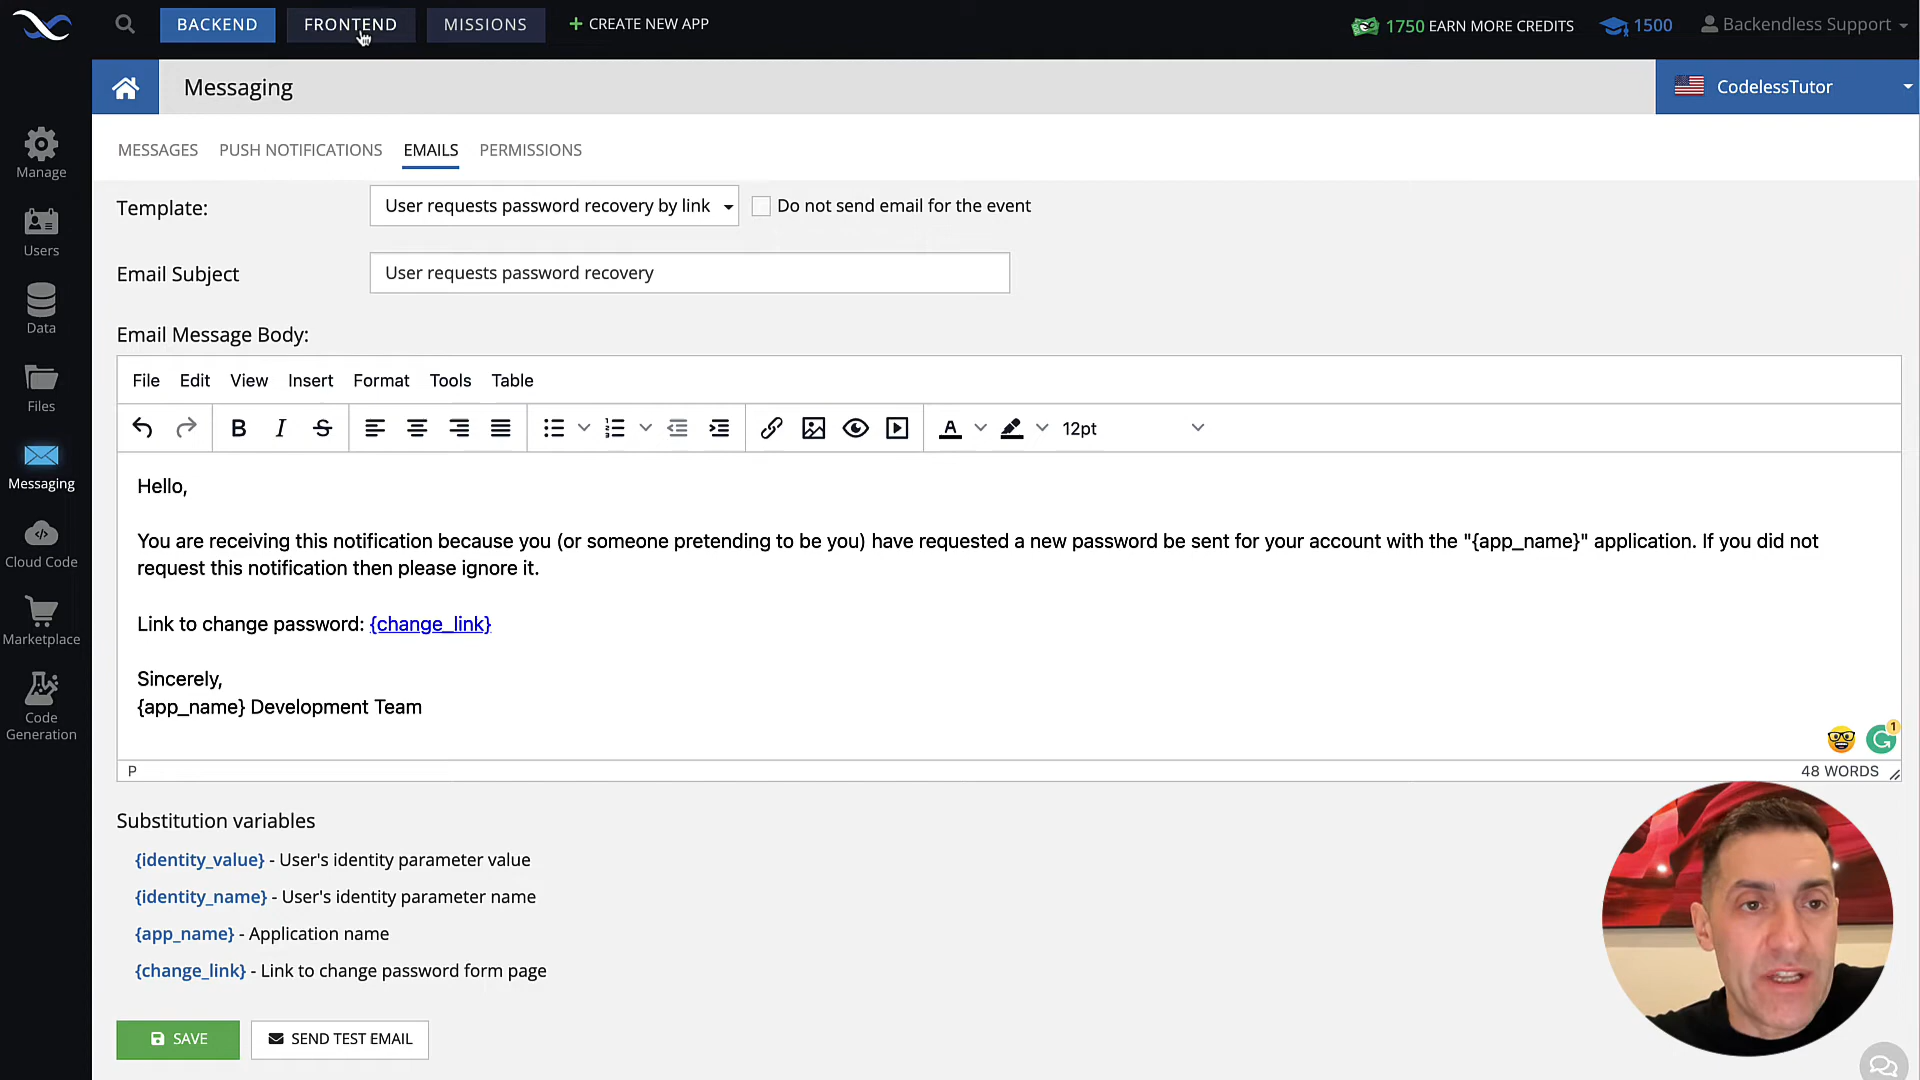 BACKEND FRONTEND MISSIONS + CREATE NEW APP 1750 EARN MORE CREDITS 1500 Backendless Support
Messaging CodelessTutor
MESSAGES PUSH NOTIFICATIONS EMAILS PERMISSIONS
Manage
Users
Data
Files
Messaging
Cloud Code
Marketplace
Code
Generation
Template: User requests password recovery by link Do not send email for the event
Email Subject User requests password recovery
Email Message Body:
File Edit View Insert Format Tools Table
B I S A 12pt
Hello,
You are receiving this notification because you (or someone pretending to be you) have requested a new password be sent for your account with the "{app_name}" application. If you did not
request this notification then please ignore it.
Link to change password: {change_link}
Sincerely,
{app_name} Development Team
1
P 48 WORDS
Substitution variables
{identity_value} - User's identity parameter value
{identity_name} - User's identity parameter name
{app_name} - Application name
{change_link} - Link to change password form page
SAVE SEND TEST EMAIL